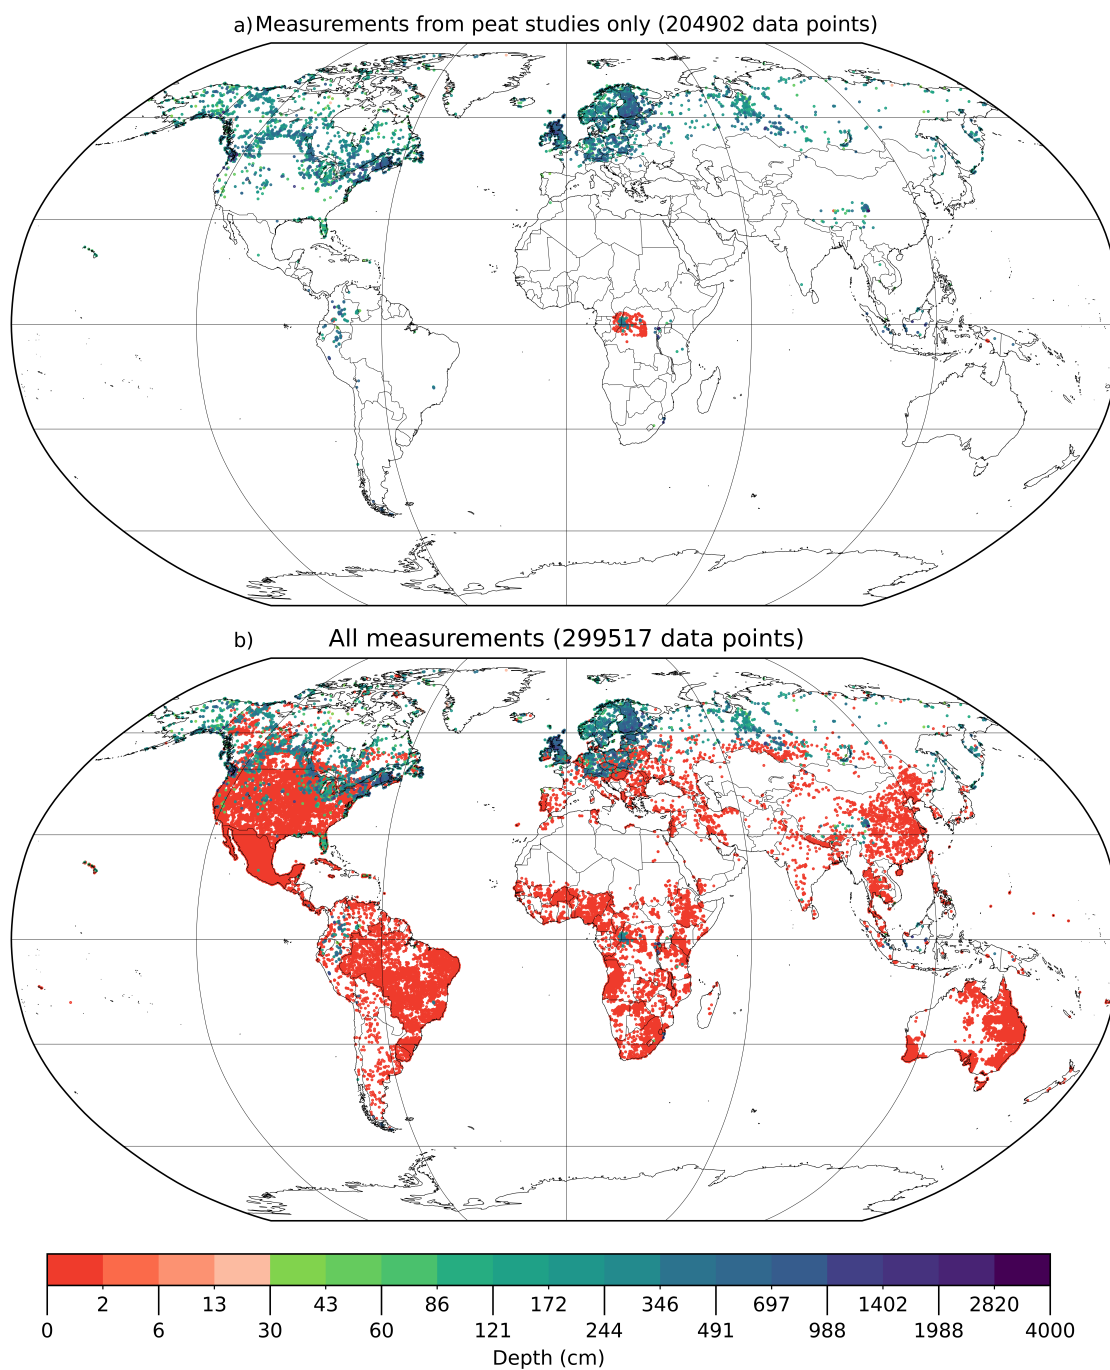 a) Measurements from peat studies only (204902 data points)
b) All measurements (299517 data points)
2 13 43 86 172 346 697 1402 2820
0 6 30 60 121 244 491 988 1988 4000
Depth (cm)